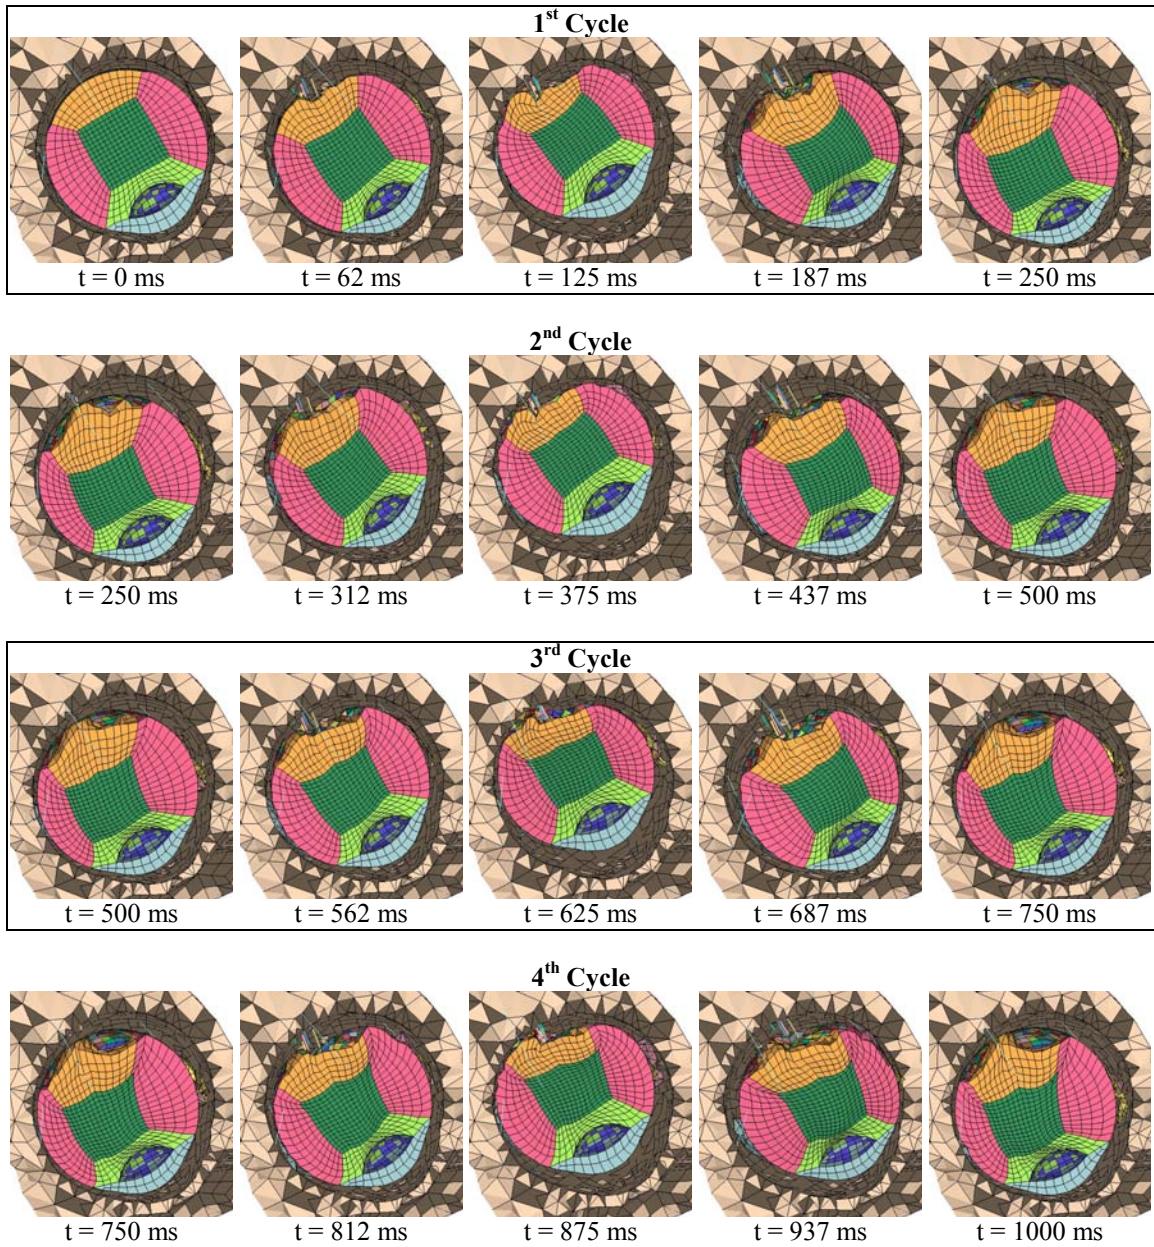 1st Cycle
t = 0 ms t = 62 ms t = 125 ms t = 187 ms t = 250 ms
2nd Cycle
t = 250 ms t = 312 ms t = 375 ms t = 437 ms t = 500 ms
3rd Cycle
t = 500 ms t = 562 ms t = 625 ms t = 687 ms t = 750 ms
4th Cycle
t = 750 ms t = 812 ms t = 875 ms t = 937 ms t = 1000 ms